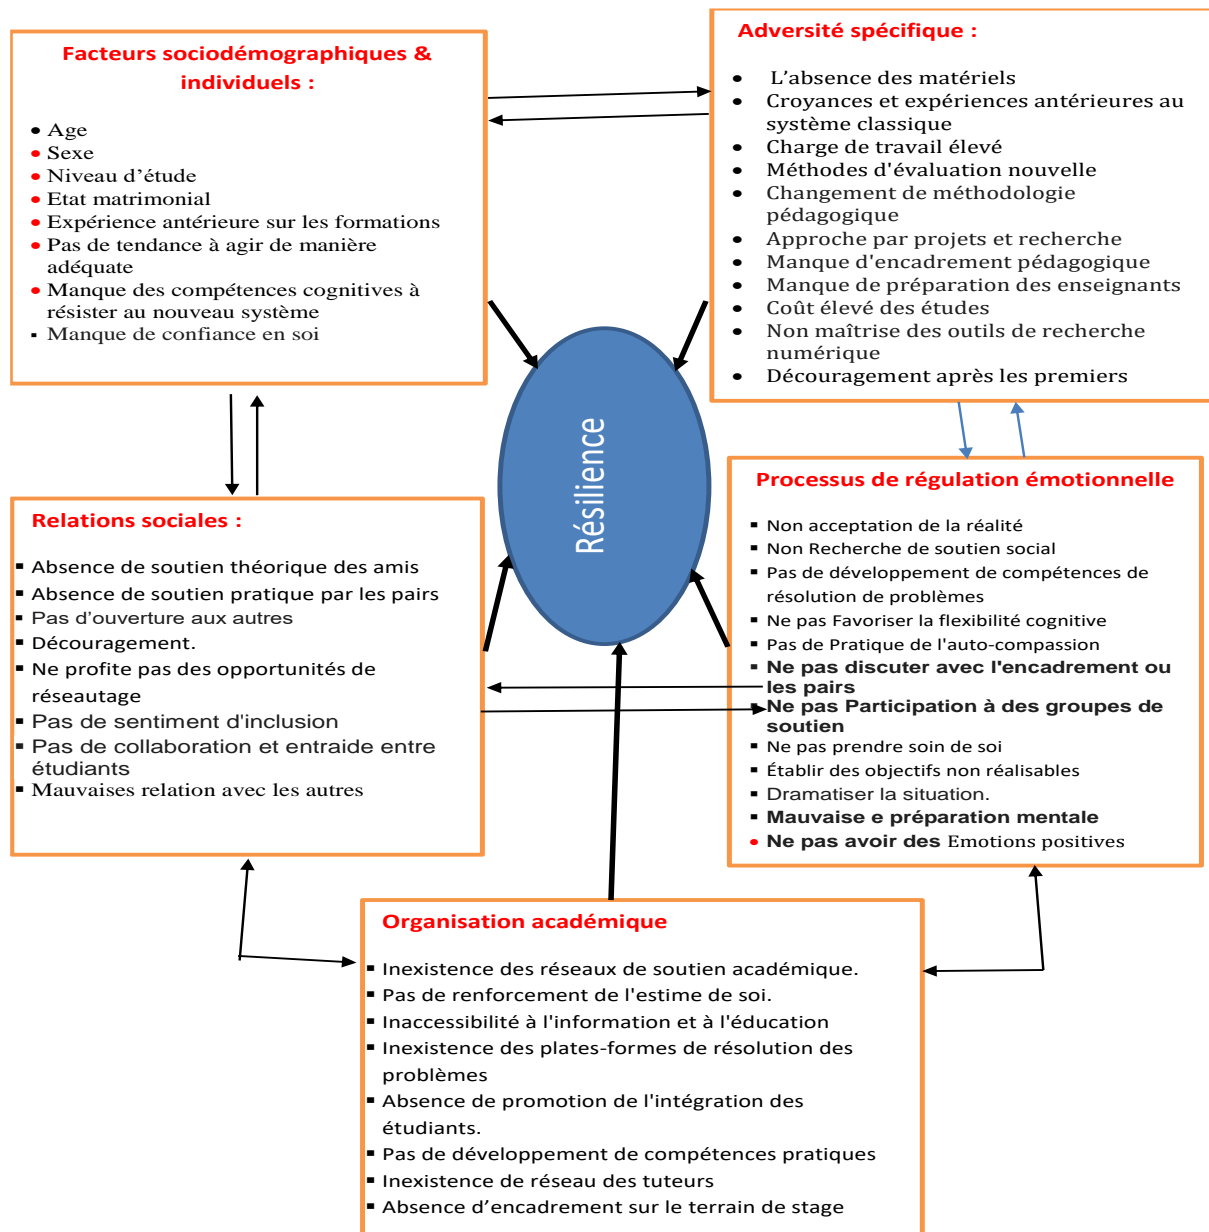 Facteurs sociodémographiques &
individuels :
• Age
• Sexe
• Niveau d’étude
• Etat matrimonial
• Expérience antérieure sur les formations
• Pas de tendance à agir de manière
adéquate
• Manque des compétences cognitives à
résister au nouveau système
▪ Manque de confiance en soi
Adversité spécifique :
• L’absence des matériels
• Croyances et expériences antérieures au
système classique
• Charge de travail élevé
• Méthodes d'évaluation nouvelle
• Changement de méthodologie
pédagogique
• Approche par projets et recherche
• Manque d'encadrement pédagogique
• Manque de préparation des enseignants
• Coût élevé des études
• Non maîtrise des outils de recherche
numérique
• Découragement après les premiers
Résilience
Relations sociales :
▪ Absence de soutien théorique des amis
▪ Absence de soutien pratique par les pairs
▪ Pas d’ouverture aux autres
▪ Découragement.
▪ Ne profite pas des opportunités de
réseautage
▪ Pas de sentiment d'inclusion
▪ Pas de collaboration et entraide entre
étudiants
▪ Mauvaises relation avec les autres
Processus de régulation émotionnelle
▪ Non acceptation de la réalité
▪ Non Recherche de soutien social
▪ Pas de développement de compétences de
résolution de problèmes
▪ Ne pas Favoriser la flexibilité cognitive
▪ Pas de Pratique de l'auto-compassion
▪ Ne pas discuter avec l'encadrement ou
les pairs
▪ Ne pas Participation à des groupes de
soutien
▪ Ne pas prendre soin de soi
▪ Établir des objectifs non réalisables
▪ Dramatiser la situation.
▪ Mauvaise e préparation mentale
• Ne pas avoir des Emotions positives
Organisation académique
▪ Inexistence des réseaux de soutien académique.
▪ Pas de renforcement de l'estime de soi.
▪ Inaccessibilité à l'information et à l'éducation
▪ Inexistence des plates-formes de résolution des
problèmes
▪ Absence de promotion de l'intégration des
étudiants.
▪ Pas de développement de compétences pratiques
▪ Inexistence de réseau des tuteurs
▪ Absence d’encadrement sur le terrain de stage